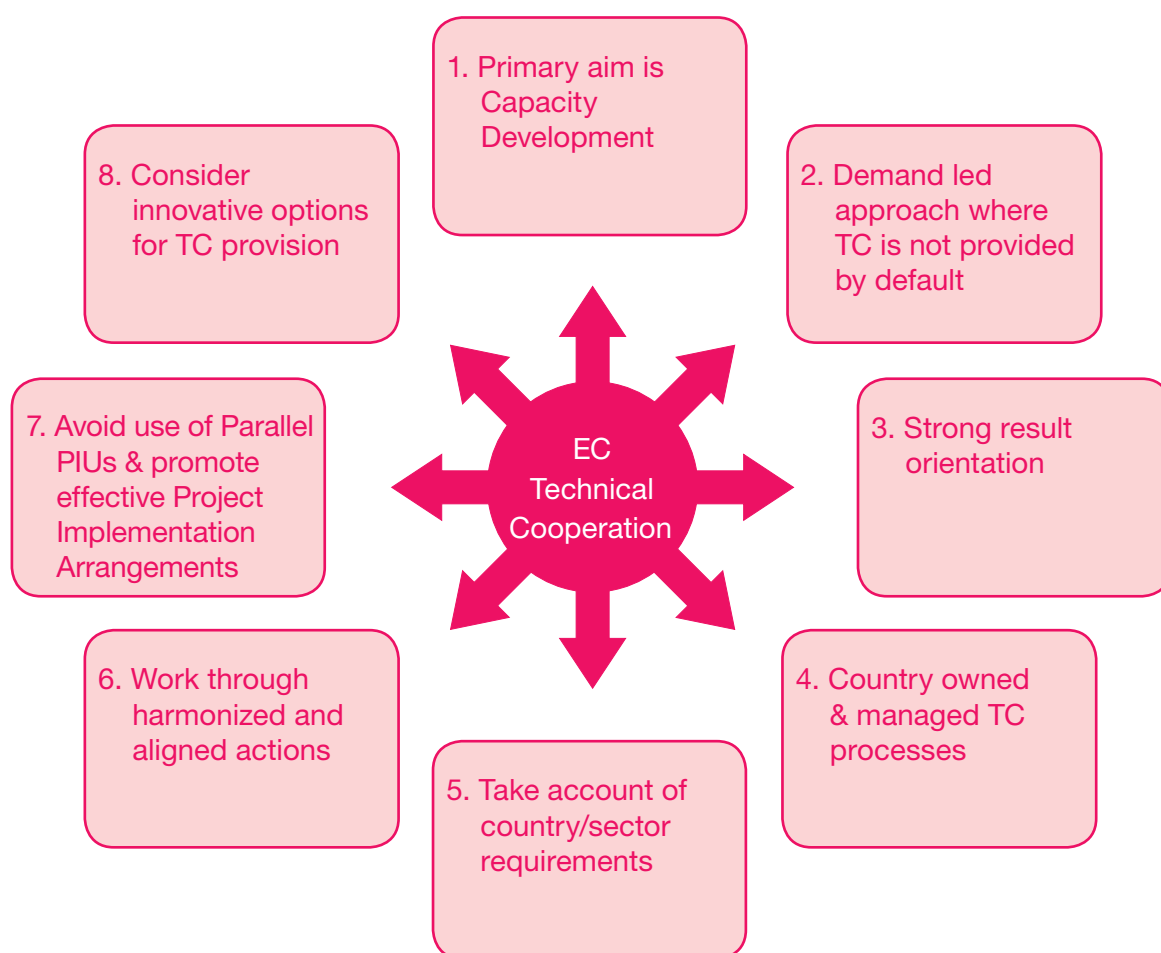 1. Primary aim is
Capacity
Development
2. Demand led
approach where
TC is not provided
by default
3. Strong result
orientation
4. Country owned
& managed TC
processes
5. Take account of
country/sector
requirements
6. Work through
harmonized and
aligned actions
7. Avoid use of Parallel
PIUs & promote
effective Project
Implementation
Arrangements
8. Consider
innovative options
for TC provision
EC
Technical
Cooperation